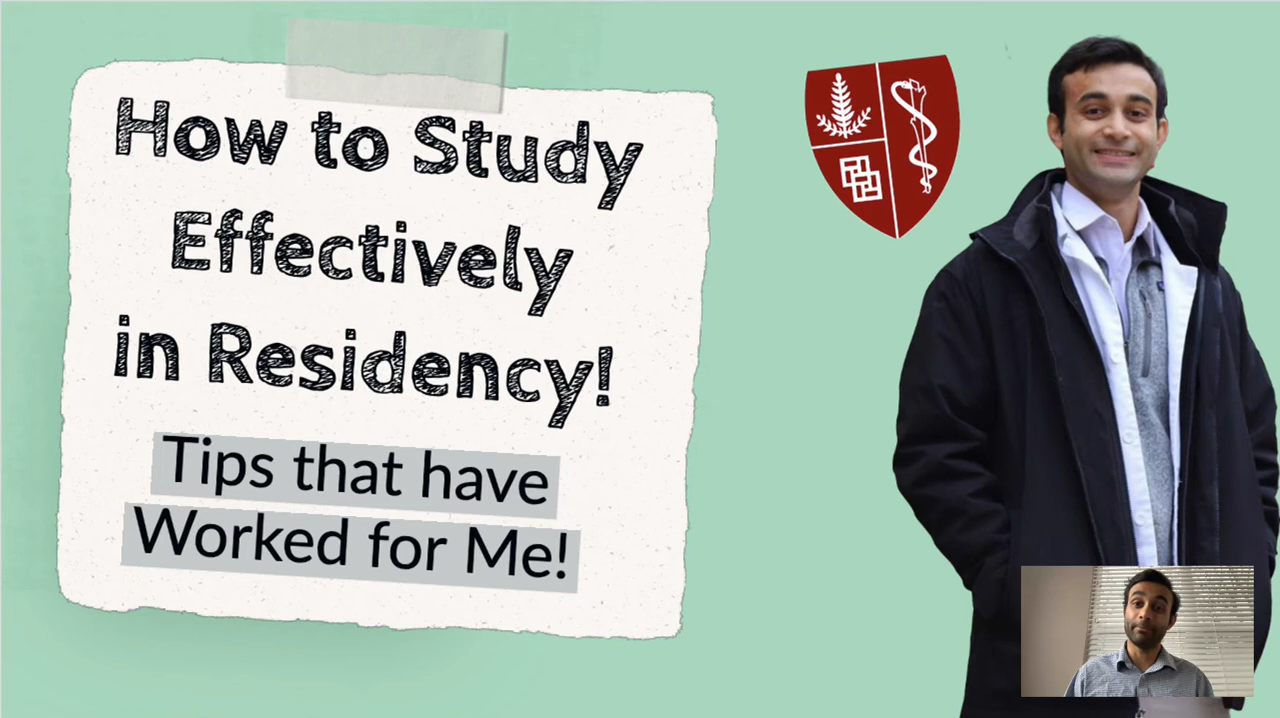 How to Study
Effectively
in Residency!
Tips that have
Worked for Me!